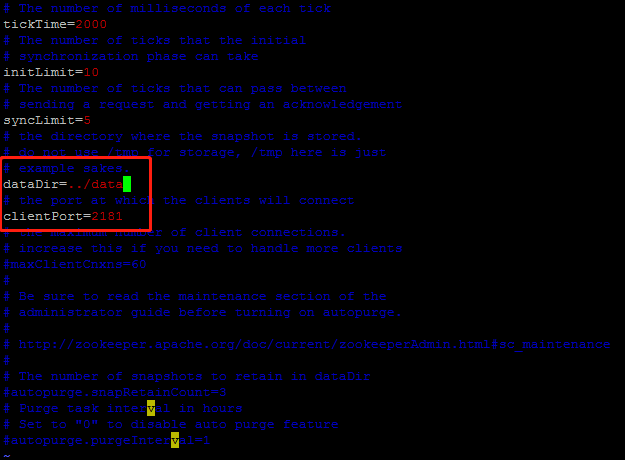 # The number of milliseconds of each tick
tickTime=2000
# The number of ticks that the initial
# synchronization phase can take
initLimit=10
# The number of ticks that can pass between
# sending a request and getting an acknowledgement
syncLimit=5
# the directory where the snapshot is stored.
# do not use /tmp for storage, /tmp here is just
# example sakes.
dataDir=../data
# the port at which the clients will connect
clientPort=2181
# the maximum number of client connections.
# increase this if you need to handle more clients
#maxClientCnxns=60
#
# Be sure to read the maintenance section of the
# administrator guide before turning on autopurge.
#
# http://zookeeper.apache.org/doc/current/zookeeperAdmin.html#sc_maintenance
#
# The number of snapshots to retain in dataDir
#autopurge.snapRetainCount=3
# Purge task interval in hours
# Set to "0" to disable auto purge feature
#autopurge.purgeInterval=1
~